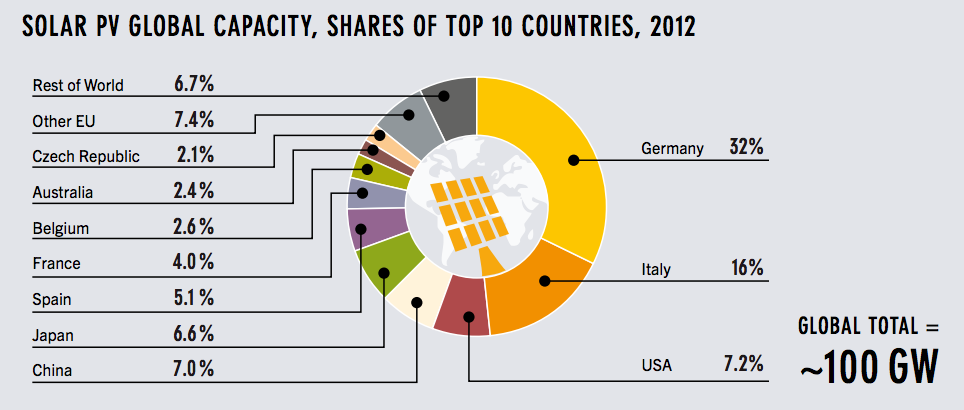 SOLAR PV GLOBAL CAPACITY, SHARES OF TOP 10 COUNTRIES, 2012
Rest of World 6.7%
Other EU 7.4%
Czech Republic 2.1%
Australia 2.4%
Belgium 2.6%
France 4.0%
Spain 5.1%
Japan 6.6%
China 7.0%
Germany 32%
Italy 16%
USA 7.2%
GLOBAL TOTAL =
~100 GW